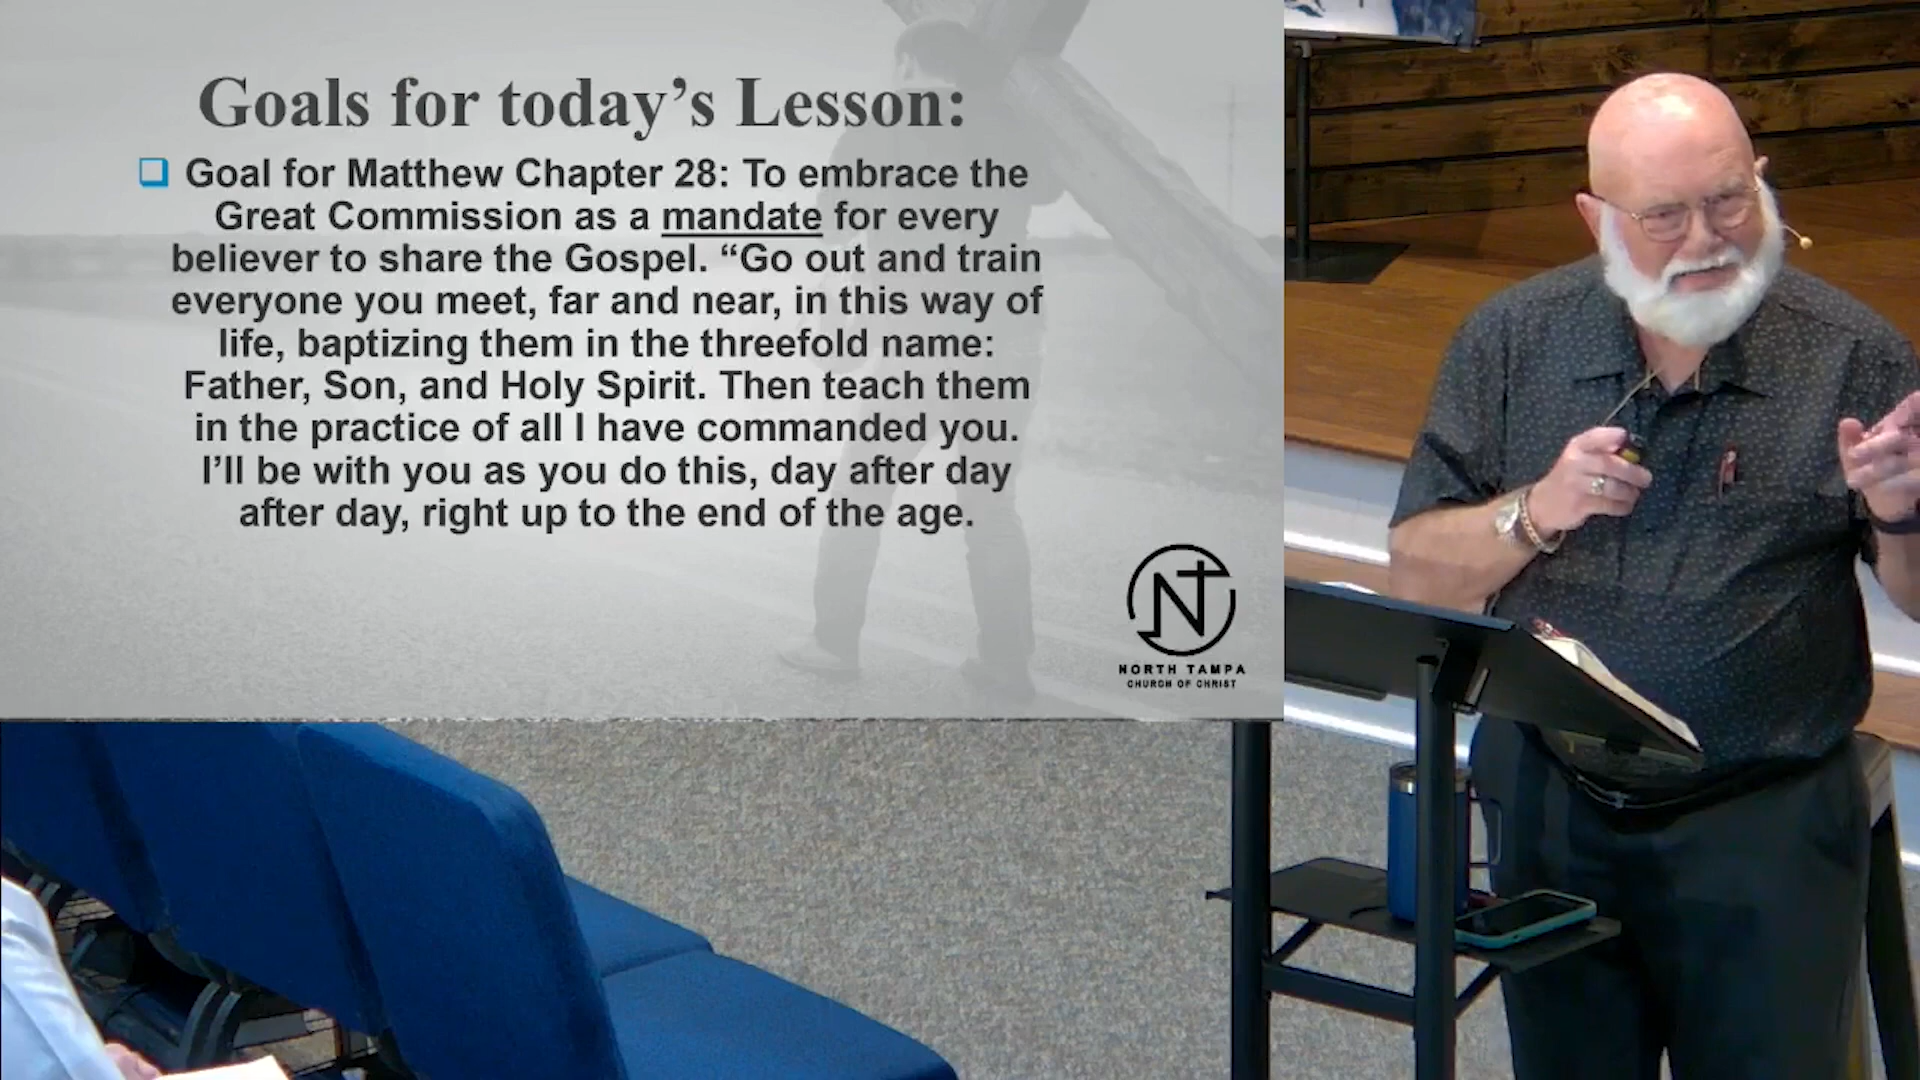 Goals for today’s Lesson:
Goal for Matthew Chapter 28: To embrace the
Great Commission as a mandate for every
believer to share the Gospel. “Go out and train
everyone you meet, far and near, in this way of
life, baptizing them in the threefold name:
Father, Son, and Holy Spirit. Then teach them
in the practice of all I have commanded you.
I’ll be with you as you do this, day after day
after day, right up to the end of the age.
NORTH TAMPA
CHURCH OF CHRIST